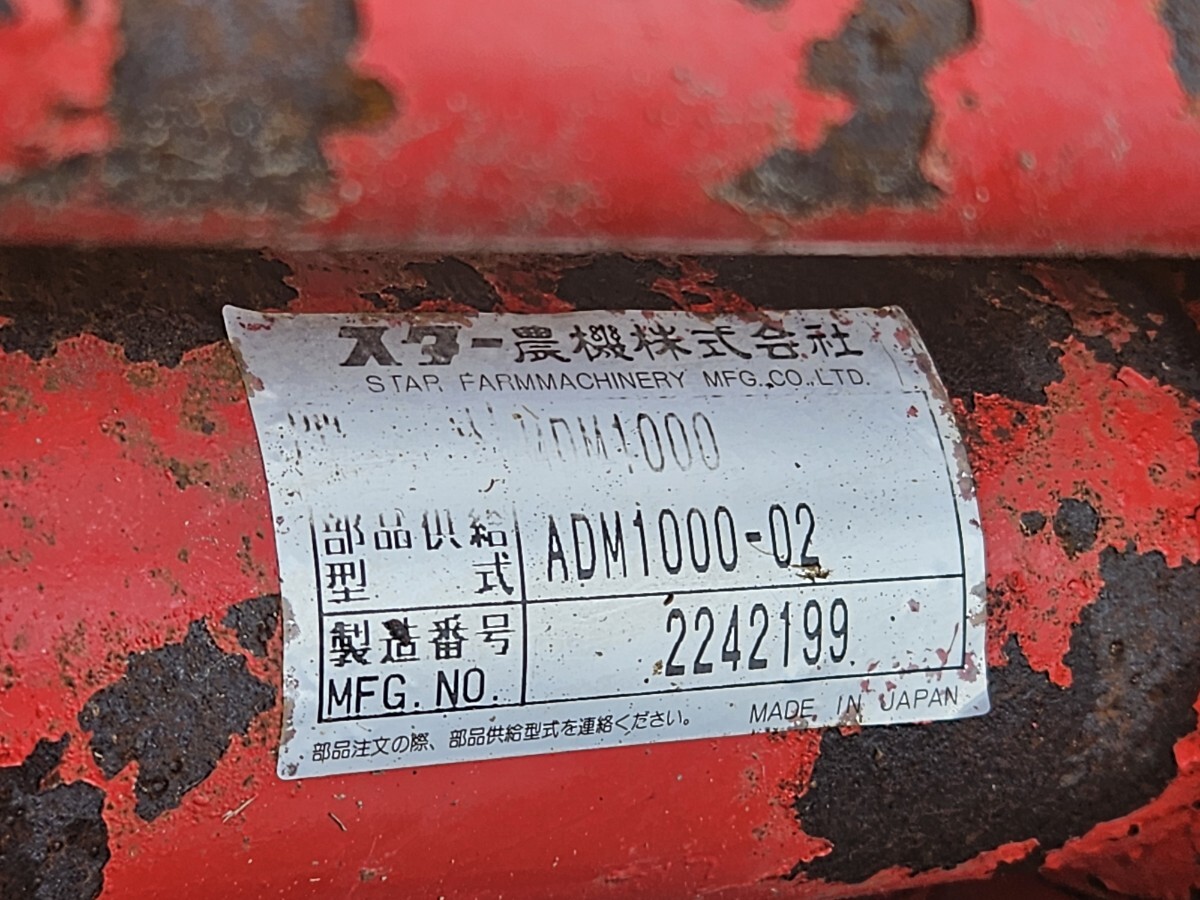 スター農機株式会社
STAR FARMMACHINERY MFG.,CO.,LTD.
ADM1000
部品供給型式 ADM1000-02
製造番号 MFG.NO. 2242199
部品注文の際、部品供給型式を連絡ください。 MADE IN JAPAN